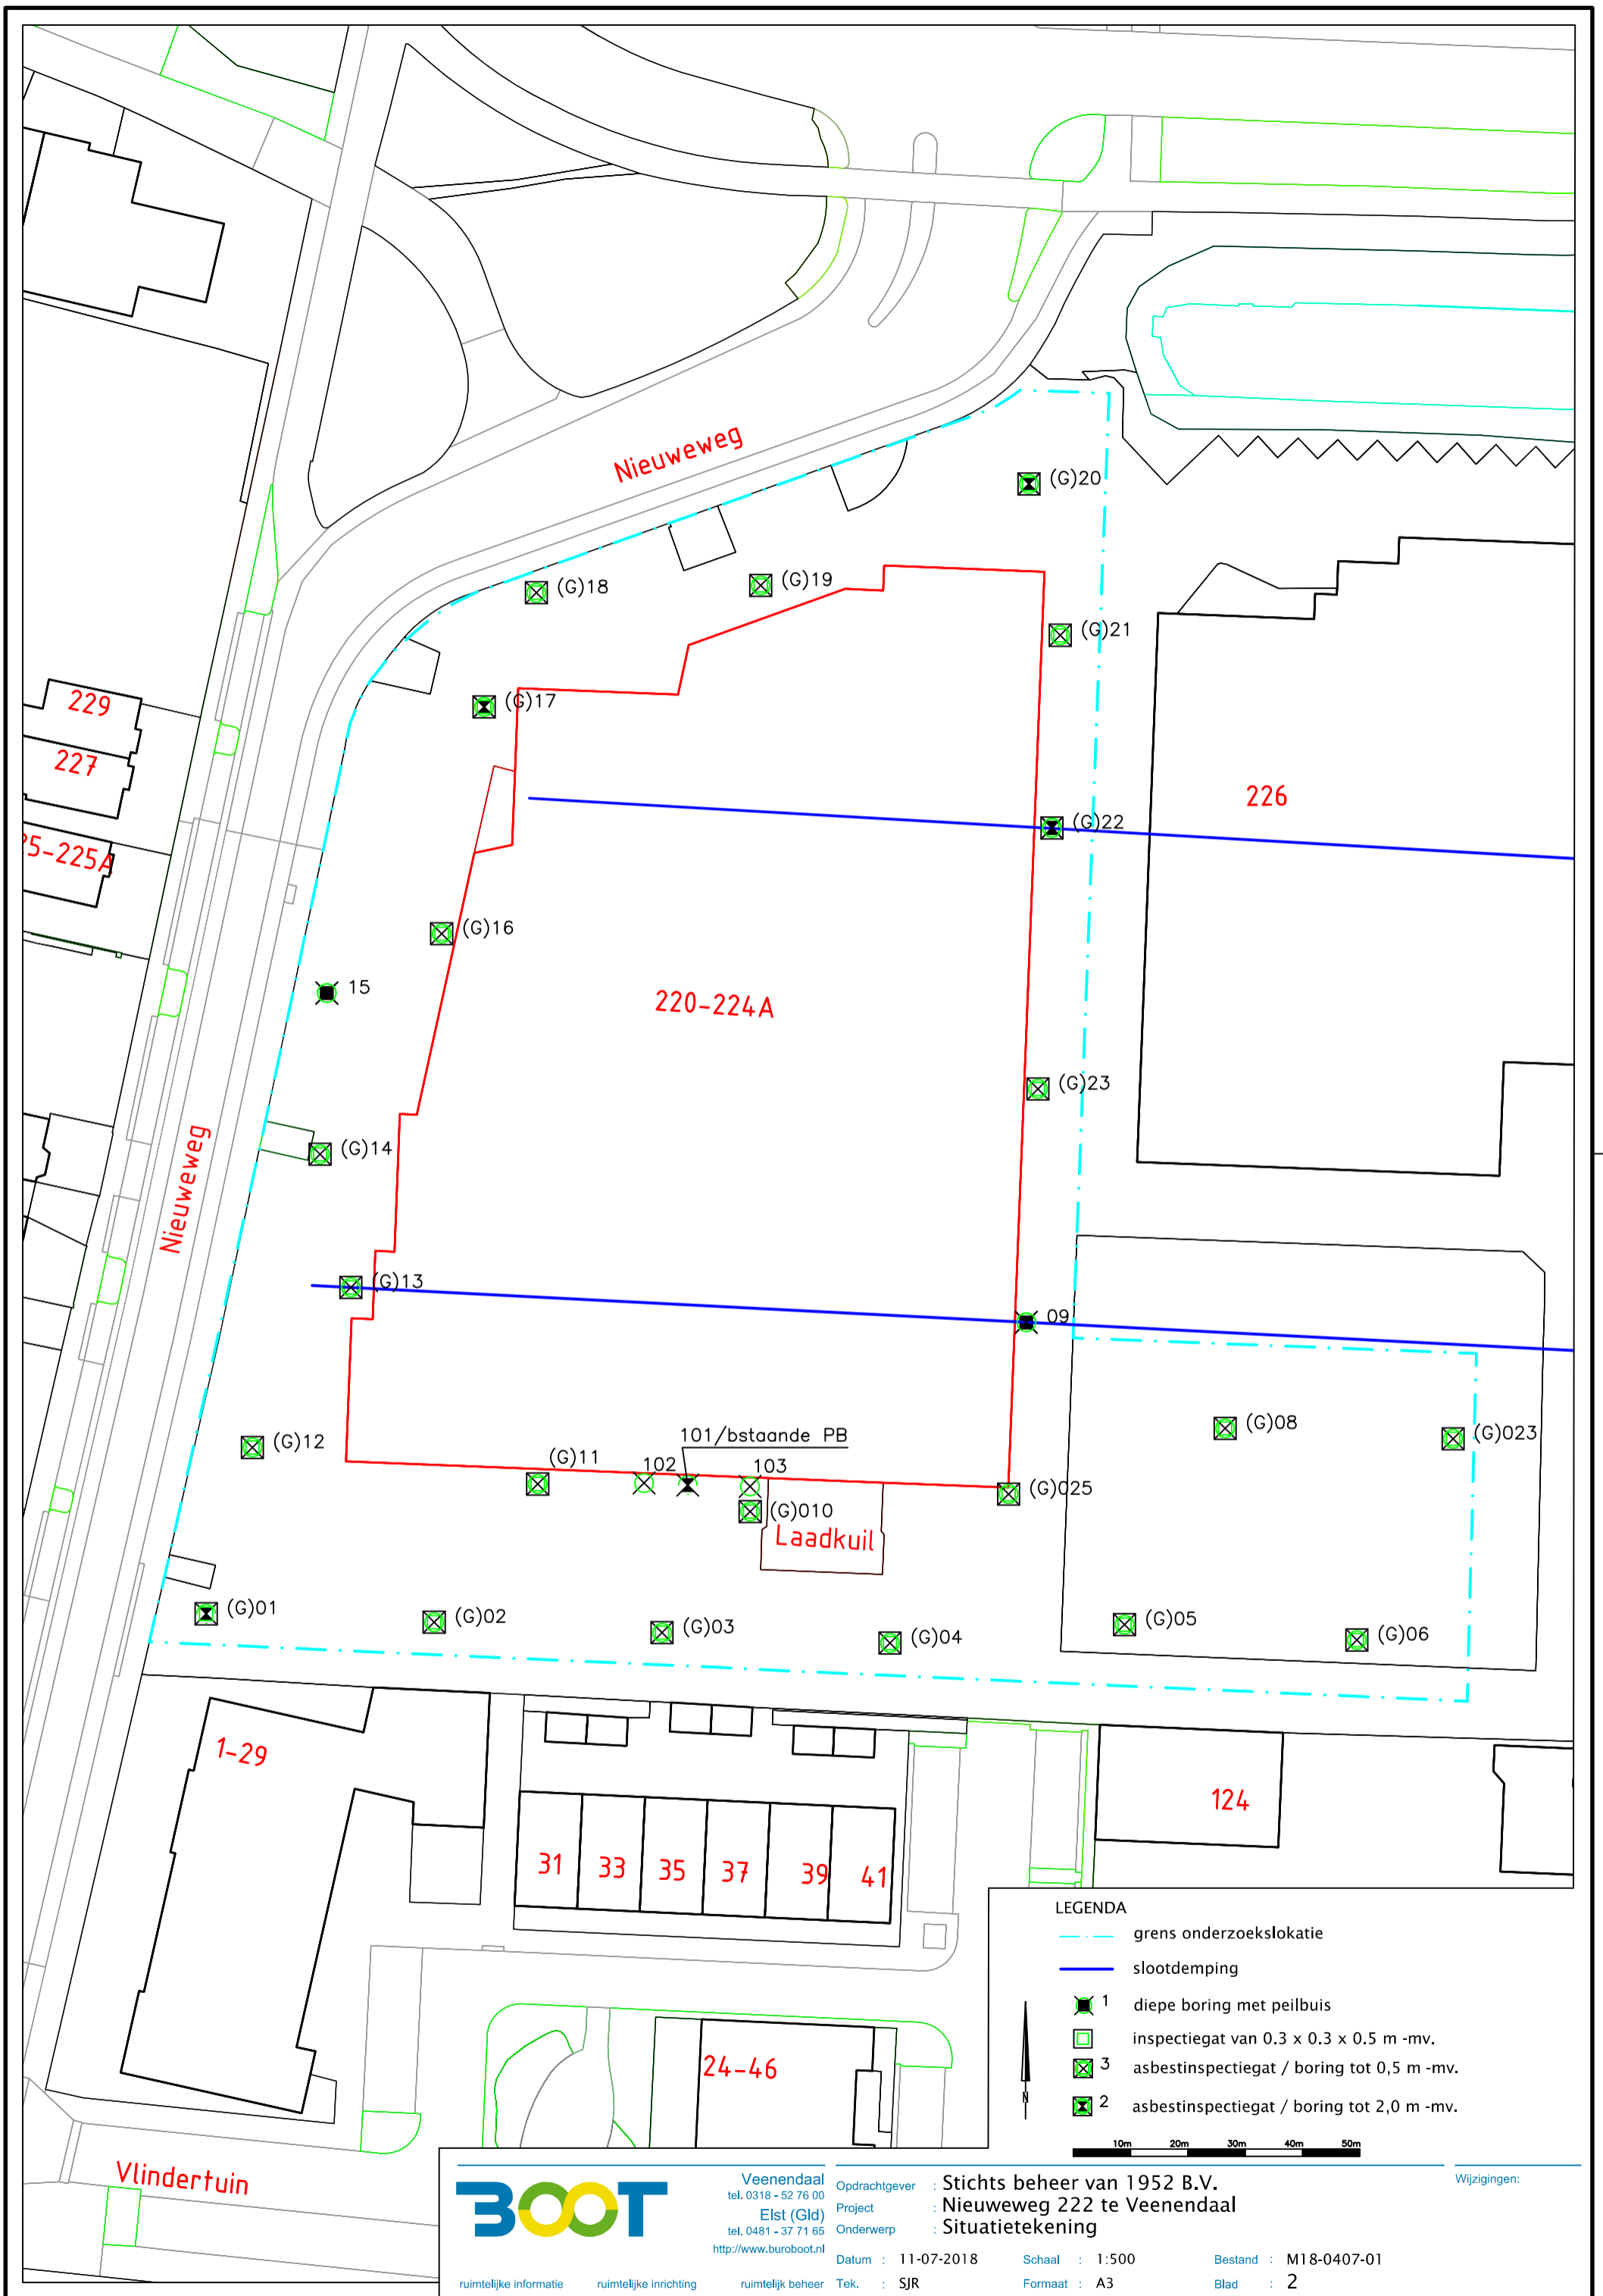 Nieuweweg
(G)20
(G)18
(G)19
(G)21
(G)17
229
227
226
(G)22
25-225A
(G)16
15
220-224A
(G)23
(G)14
Nieuweweg
(G)13
09
(G)08
(G)023
(G)12
101/bstaande PB
(G)11
102
103
(G)025
(G)010
Laadkuil
(G)01
(G)02
(G)03
(G)04
(G)05
(G)06
1-29
124
31 33 35 37 39 41
LEGENDA
grens onderzoekslokatie
slootdemping
1 diepe boring met peilbuis
inspectiegat van 0.3 x 0.3 x 0.5 m -mv.
3 asbestinspectiegat / boring tot 0,5 m -mv.
2 asbestinspectiegat / boring tot 2,0 m -mv.
N
10m 20m 30m 40m 50m
24-46
Vlindertuin
BOOT
Veenendaal
tel. 0318 - 52 76 00
Elst (Gld)
tel. 0481 - 37 71 65
http://www.buroboot.nl
ruimtelijke informatie ruimtelijke inrichting ruimtelijk beheer
Opdrachtgever : Stichts beheer van 1952 B.V.
Project : Nieuweweg 222 te Veenendaal
Onderwerp : Situatietekening
Datum : 11-07-2018 Schaal : 1:500 Bestand : M18-0407-01
Tek. : SJR Formaat : A3 Blad : 2
Wijzigingen: